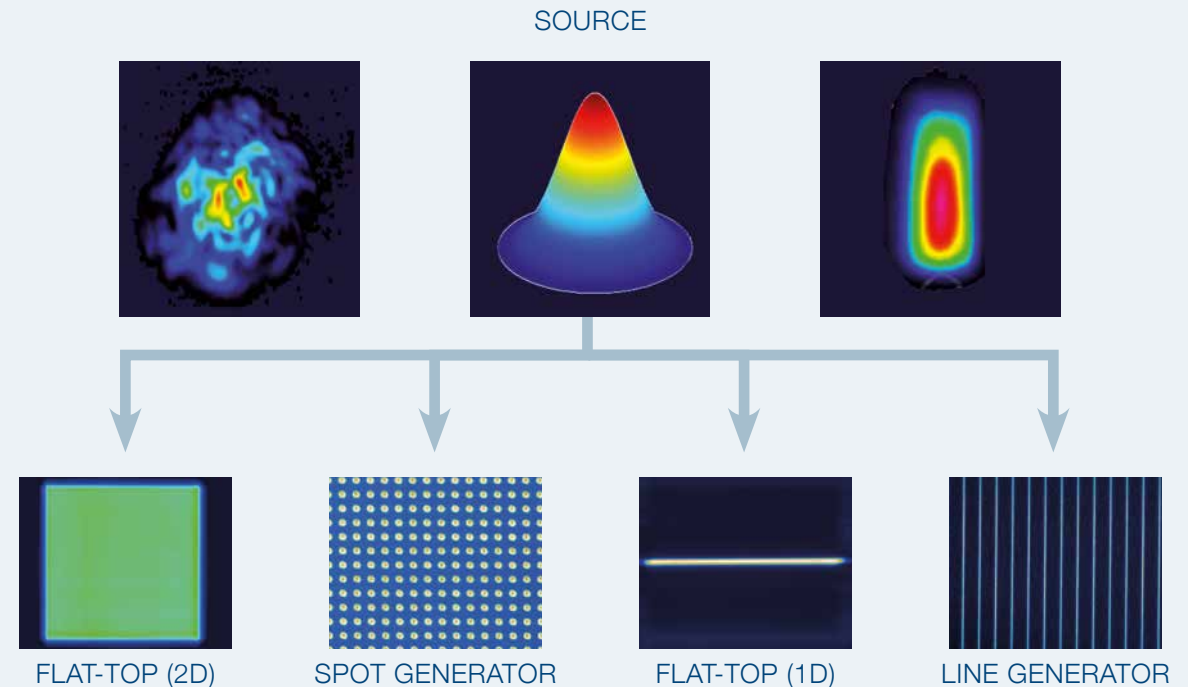 SOURCE
FLAT-TOP (2D)
SPOT GENERATOR
FLAT-TOP (1D)
LINE GENERATOR